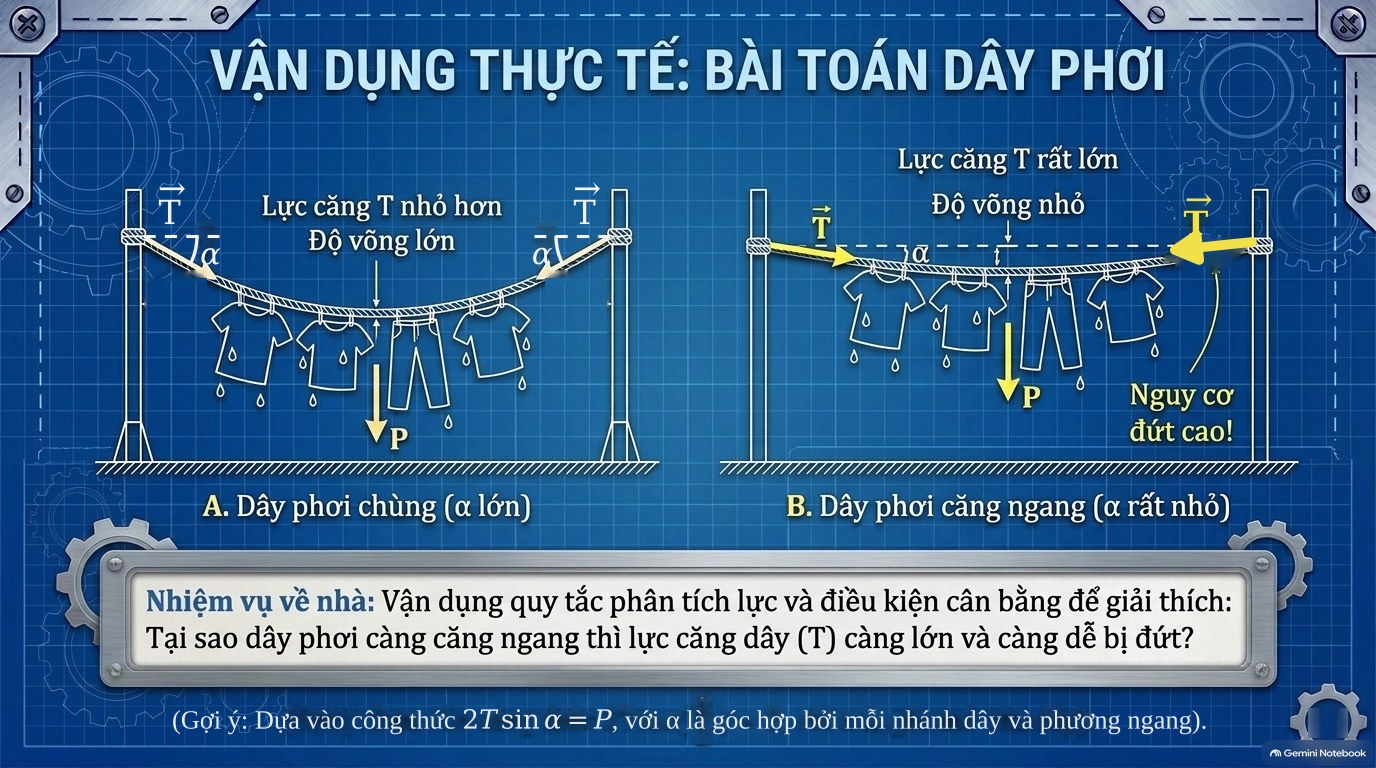 VẬN DỤNG THỰC TẾ: BÀI TOÁN DÂY PHƠI
T
Lực căng T nhỏ hơn
Độ võng lớn
T
α
α
P
A. Dây phơi chùng (α lớn)
Lực căng T rất lớn
Độ võng nhỏ
T
T
α
P
Nguy cơ
đứt cao!
B. Dây phơi căng ngang (α rất nhỏ)
Nhiệm vụ về nhà: Vận dụng quy tắc phân tích lực và điều kiện cân bằng để giải thích:
Tại sao dây phơi càng căng ngang thì lực căng dây (T) càng lớn và càng dễ bị đứt?
(Gợi ý: Dựa vào công thức 2T sin α = P, với α là góc hợp bởi mỗi nhánh dây và phương ngang).
Gemini Notebook